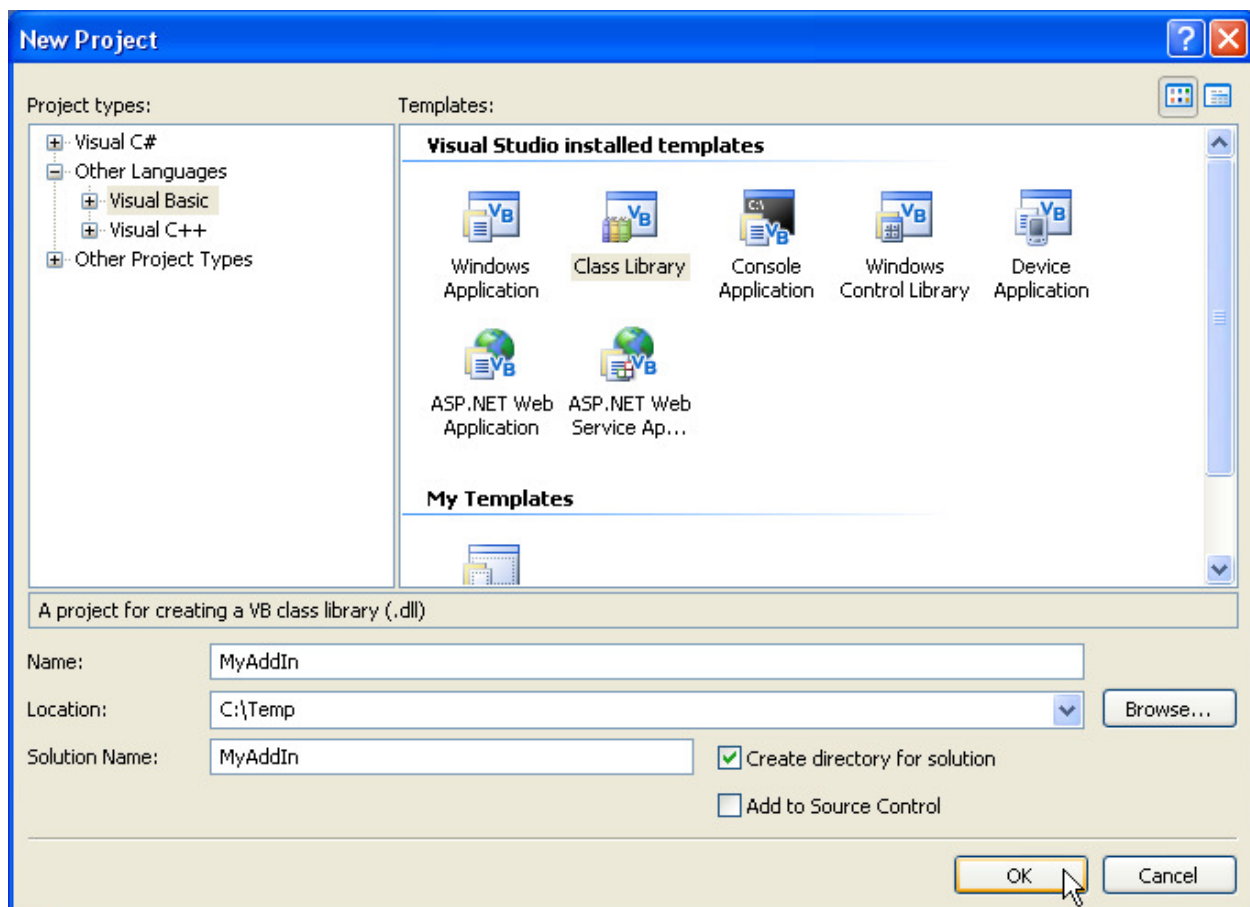 New Project
Project types:
Templates:
Visual C#
Other Languages
Visual Basic
Visual C++
Other Project Types
Visual Studio installed templates
Windows
Application
Class Library
Console
Application
Windows
Control Library
Device
Application
ASP.NET Web
Application
ASP.NET Web
Service Ap...
My Templates
A project for creating a VB class library (.dll)
Name:
MyAddIn
Location:
C:\Temp
Browse...
Solution Name:
MyAddIn
Create directory for solution
Add to Source Control
OK
Cancel